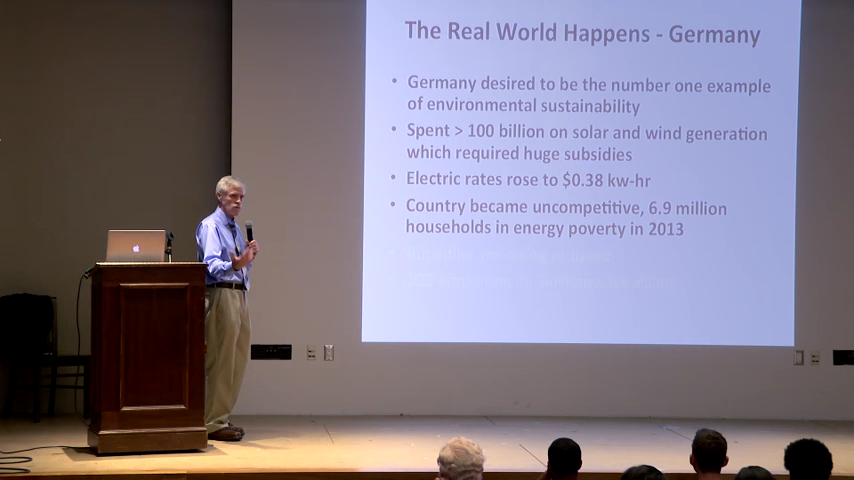 The Real World Happens - Germany
• Germany desired to be the number one example
of environmental sustainability
• Spent > 100 billion on solar and wind generation
which required huge subsidies
• Electric rates rose to $0.38 kw-hr
• Country became uncompetitive, 6.9 million
households in energy poverty in 2013